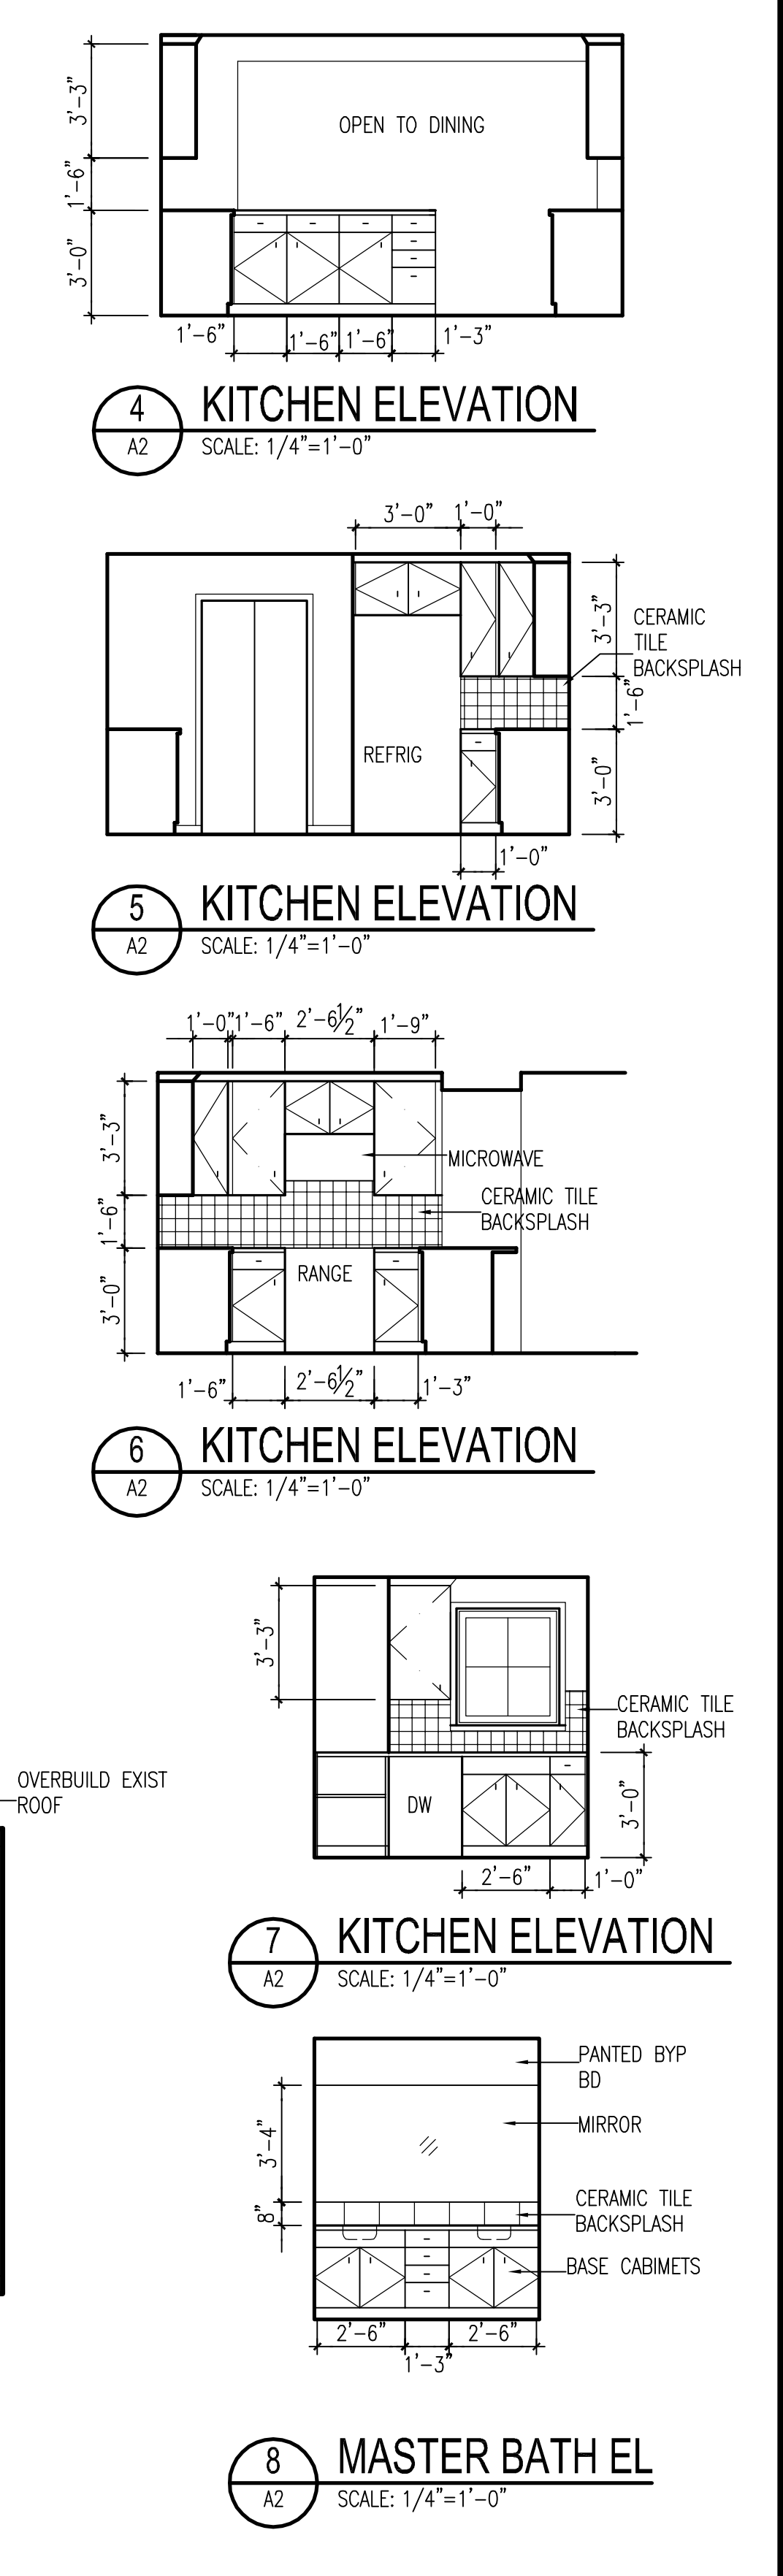 3'-3"
OPEN TO DINING
1'-6"
3'-0"
1'-6" 1'-6" 1'-6" 1'-3"
4 KITCHEN ELEVATION
A2 SCALE: 1/4"=1'-0"
3'-0" 1'-0"
3'-3"
CERAMIC
TILE
BACKSPLASH
1'-6"
REFRIG
3'-0"
1'-0"
5 KITCHEN ELEVATION
A2 SCALE: 1/4"=1'-0"
1'-0" 1'-6" 2'-6½" 1'-9"
3'-3"
MICROWAVE
CERAMIC TILE
BACKSPLASH
1'-6"
RANGE
3'-0"
1'-6" 2'-6½" 1'-3"
6 KITCHEN ELEVATION
A2 SCALE: 1/4"=1'-0"
3'-3"
CERAMIC TILE
BACKSPLASH
OVERBUILD EXIST
ROOF
DW
3'-0"
2'-6" 1'-0"
7 KITCHEN ELEVATION
A2 SCALE: 1/4"=1'-0"
PANTED BYP
BD
MIRROR
3'-4"
CERAMIC TILE
BACKSPLASH
8"
BASE CABIMETS
2'-6" 2'-6"
1'-3"
8 MASTER BATH EL
A2 SCALE: 1/4"=1'-0"